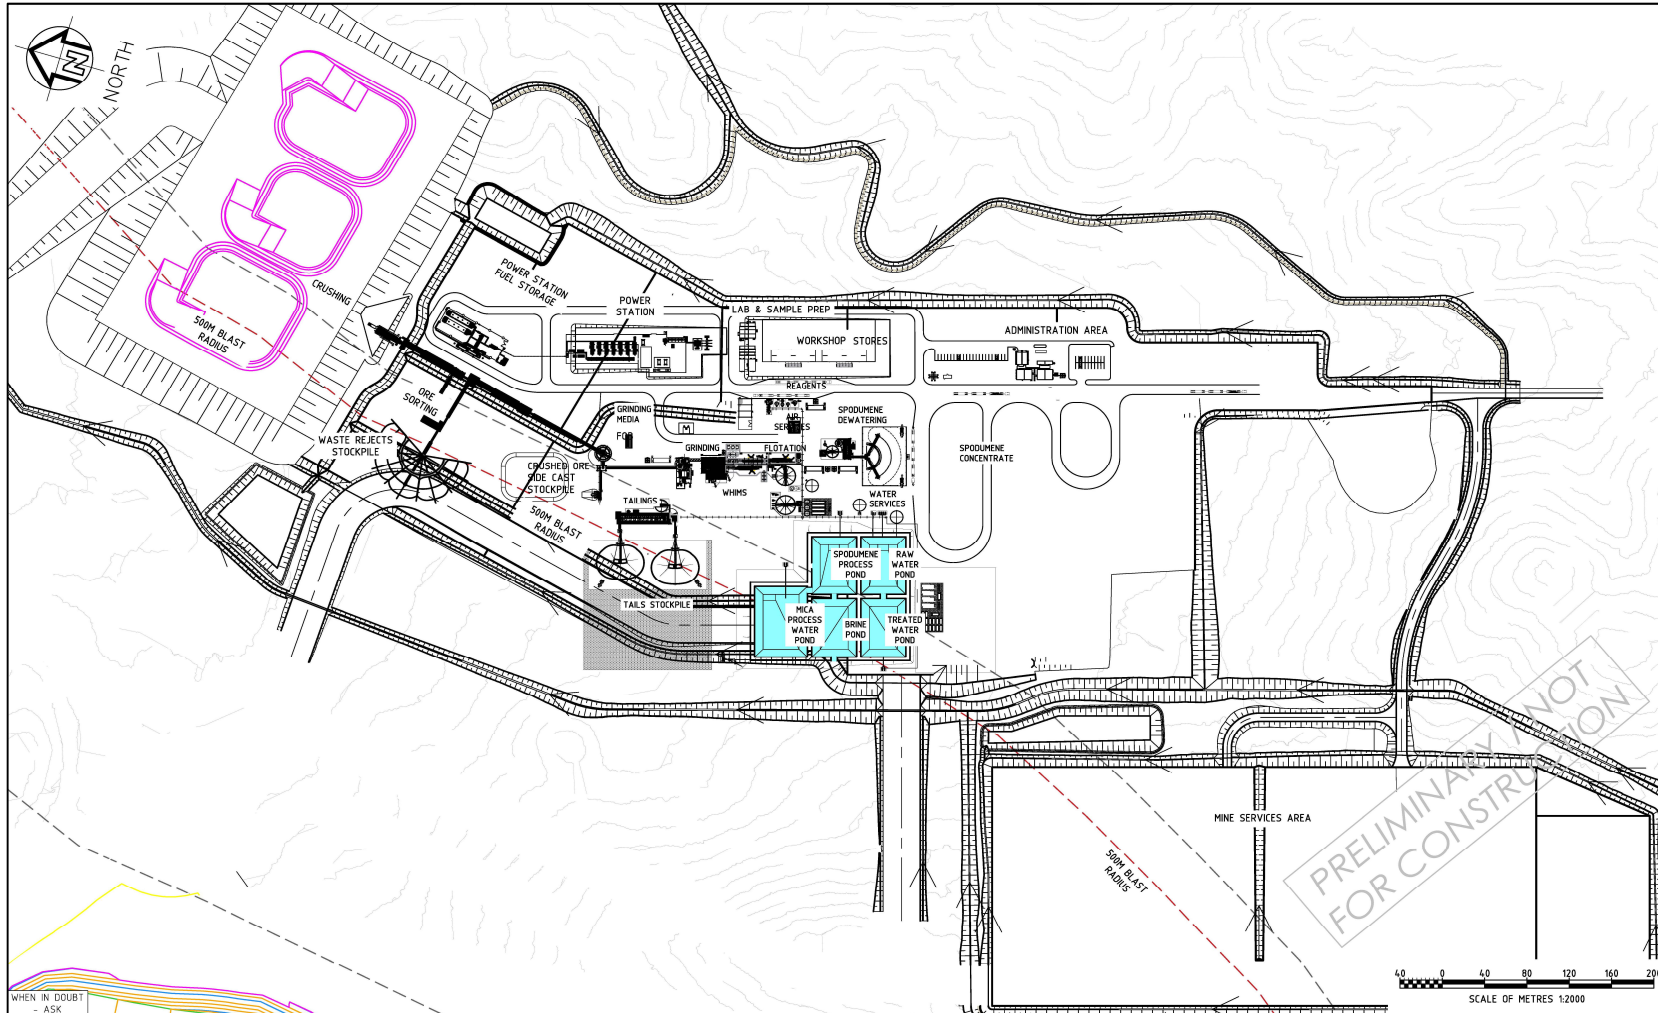 N
NORTH
CRUSHING
500M BLAST
RADIUS
POWER STATION
FUEL STORAGE
POWER
STATION
LAB & SAMPLE PREP
WORKSHOP STORES
ADMINISTRATION AREA
ORE
SORTING
REAGENTS
GRINDING
MEDIA
AIR
SERVICES
SPODUMENE
DEWATERING
M
WASTE REJECTS
STOCKPILE
GRINDING
FLOTATION
SPODUMENE
CONCENTRATE
CRUSHED ORE
SIDE CAST
STOCKPILE
WHIMS
TAILINGS
WATER
SERVICES
500M BLAST
RADIUS
SPODUMENE
PROCESS
POND
RAW
WATER
POND
TAILS STOCKPILE
MICA
PROCESS
WATER
POND
BRINE
POND
TREATED
WATER
POND
MINE SERVICES AREA
500M BLAST
RADIUS
PRELIMINARY / NOT
FOR CONSTRUCTION
40 0 40 80 120 160 200
SCALE OF METRES 1:2000
WHEN IN DOUBT
- ASK